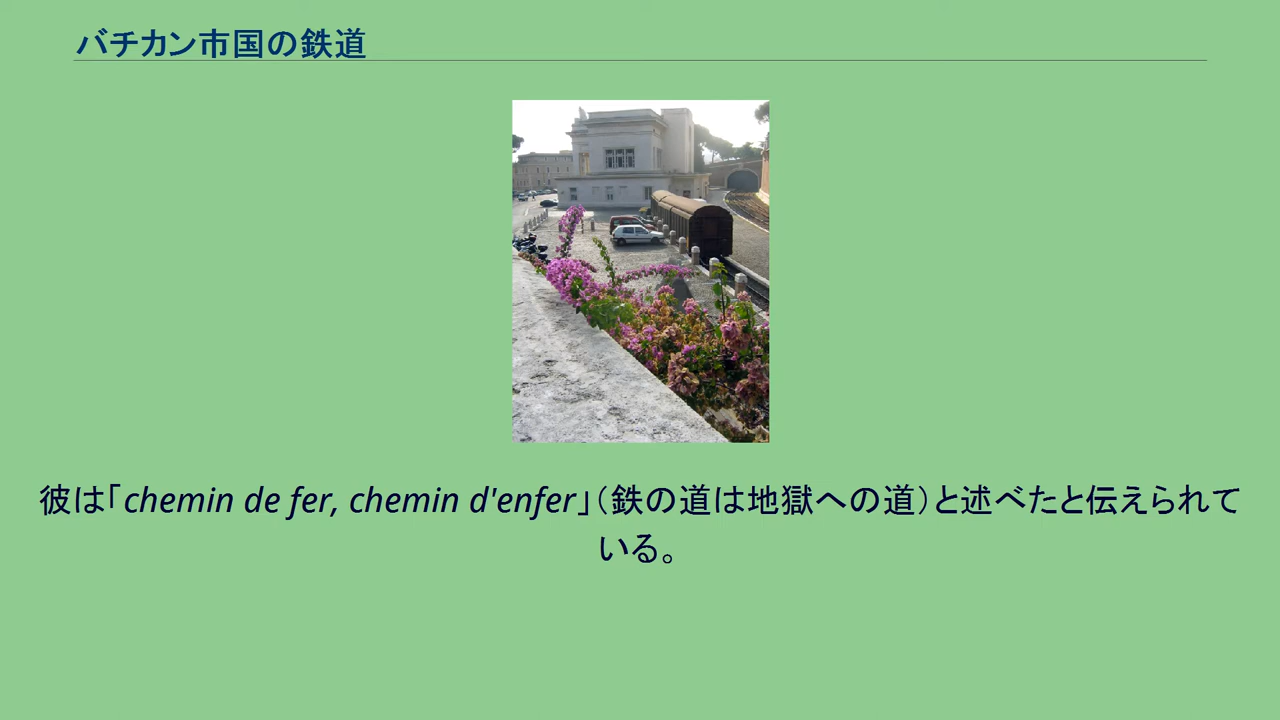 バチカン市国の鉄道
彼は「chemin de fer, chemin d'enfer」(鉄の道は地獄への道)と述べたと伝えられて
いる。